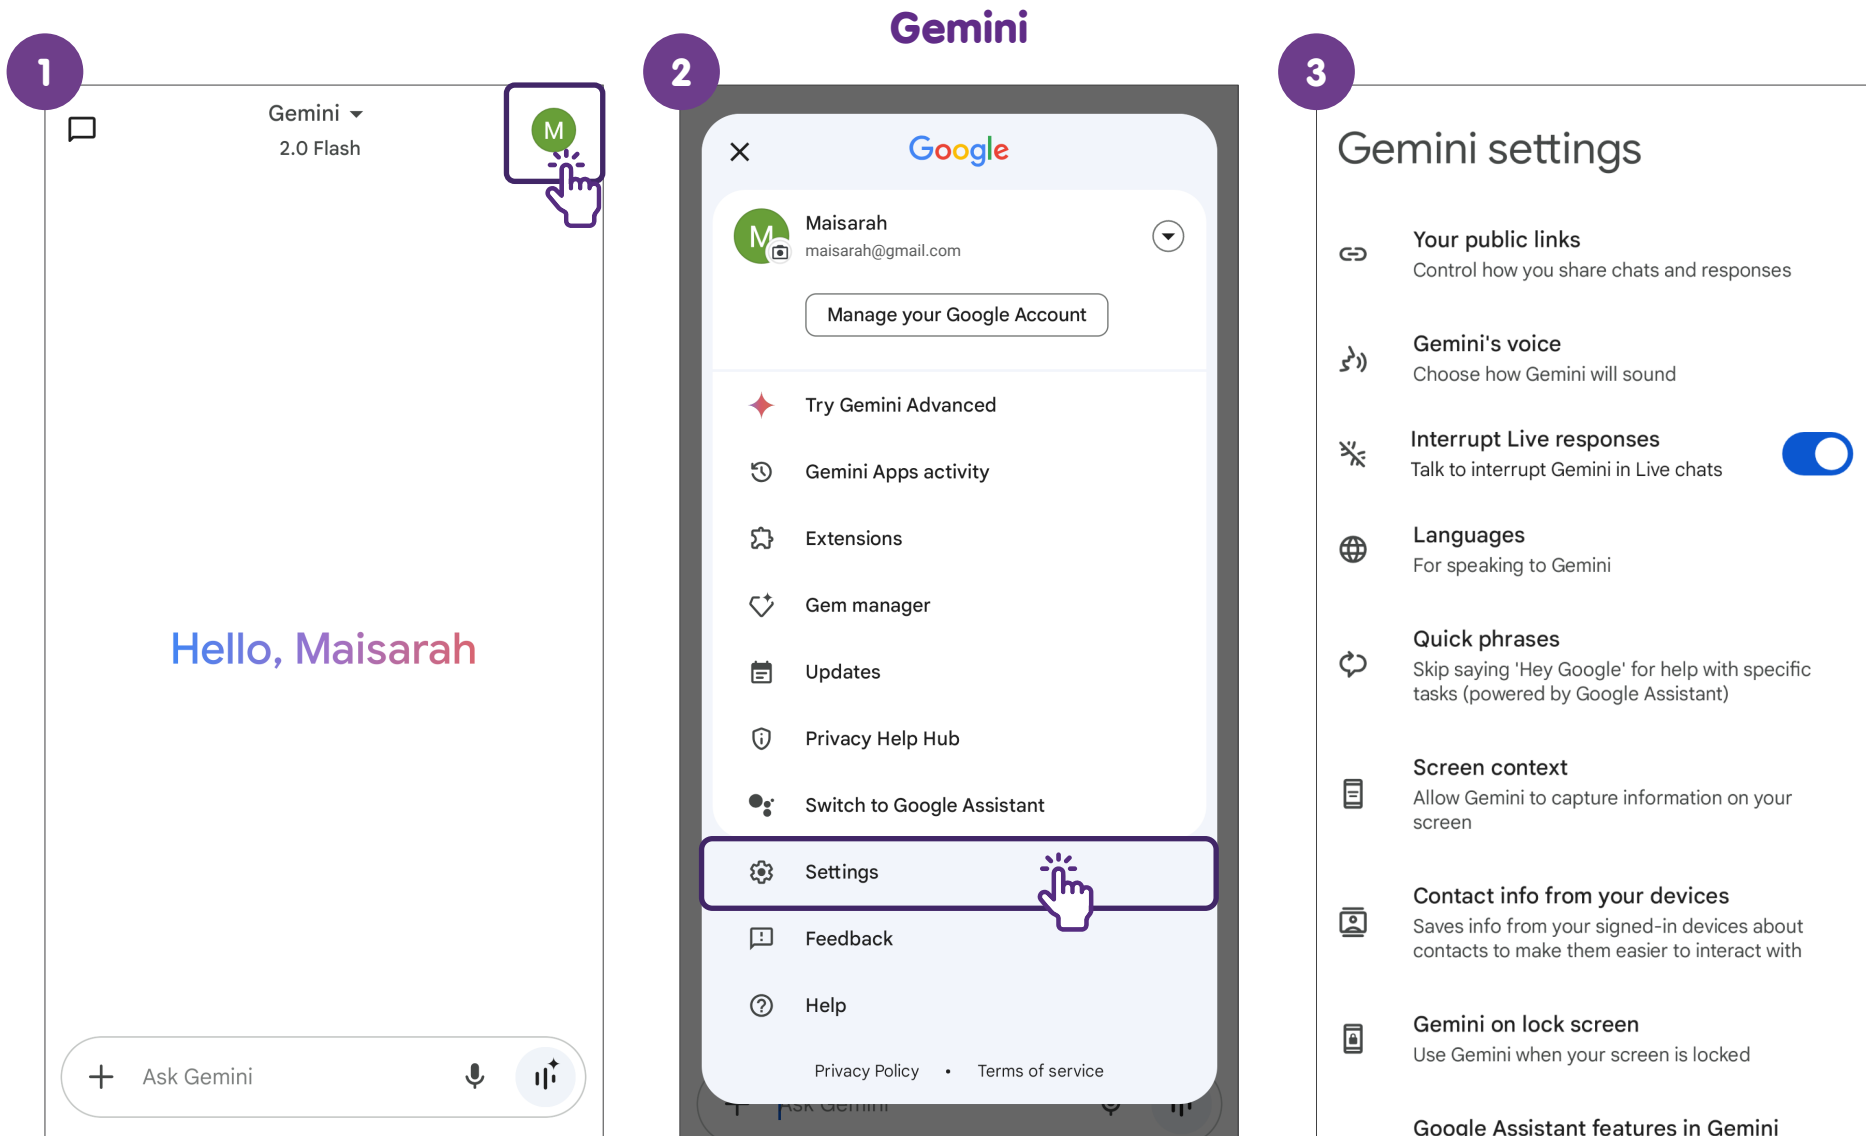 Gemini
1
Gemini
2.0 Flash
M
Hello, Maisarah
Ask Gemini
2
Google
M
Maisarah
maisarah@gmail.com
Manage your Google Account
Try Gemini Advanced
Gemini Apps activity
Extensions
Gem manager
Updates
Privacy Help Hub
Switch to Google Assistant
Settings
Feedback
Help
Privacy Policy • Terms of service
Ask Gemini
3
Gemini settings
Your public links
Control how you share chats and responses
Gemini's voice
Choose how Gemini will sound
Interrupt Live responses
Talk to interrupt Gemini in Live chats
Languages
For speaking to Gemini
Quick phrases
Skip saying 'Hey Google' for help with specific
tasks (powered by Google Assistant)
Screen context
Allow Gemini to capture information on your
screen
Contact info from your devices
Saves info from your signed-in devices about
contacts to make them easier to interact with
Gemini on lock screen
Use Gemini when your screen is locked
Google Assistant features in Gemini